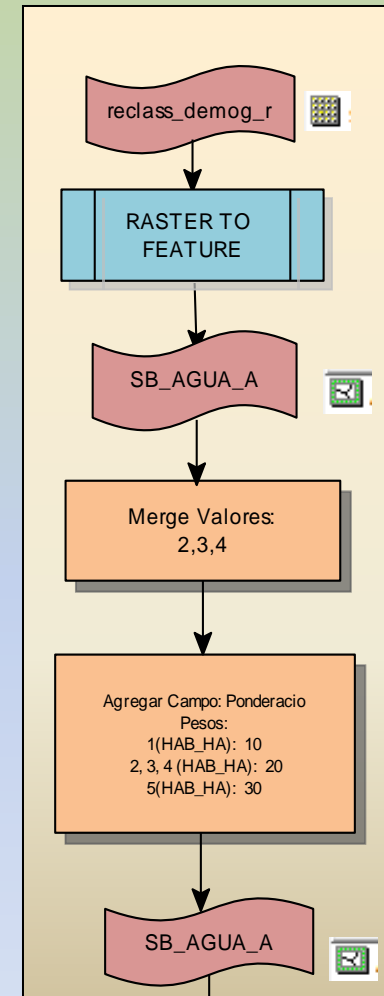 reclass_demog_r
RASTER TO
FEATURE
SB_AGUA_A
Merge Valores:
2,3,4
Agregar Campo: Ponderacio
Pesos:
1(HAB_HA): 10
2, 3, 4 (HAB_HA): 20
5(HAB_HA): 30
SB_AGUA_A